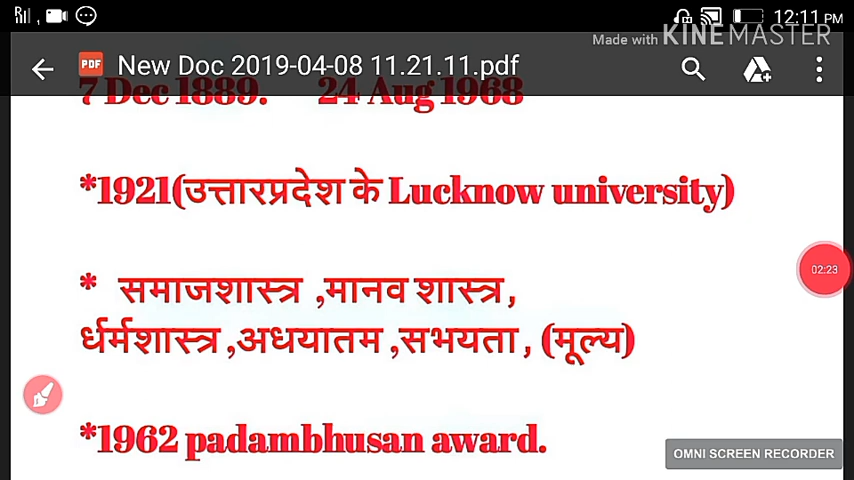 12:11 PM
Made with KINEMASTER
PDF New Doc 2019-04-08 11.21.11.pdf
7 Dec 1889. 24 Aug 1968
*1921(उत्तारप्रदेश के Lucknow university)
02:23
* समाजशास्त्र ,मानव शास्त्र,
र्धर्मशास्त्र ,अधयातम ,सभयता , (मूल्य)
*1962 padambhusan award.
OMNI SCREEN RECORDER